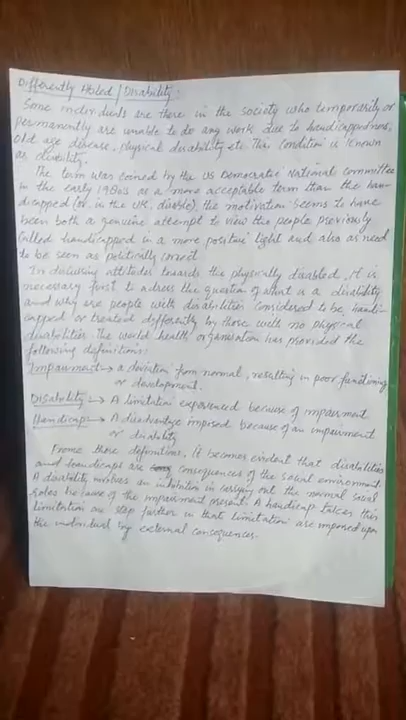 Differently Abled / Disability:
Some individuals are there in the society who temporarily or
permanently are unable to do any work due to handicappedness,
old age disease, physical disability etc. This condition is known
as disability.
The term was coined by the US Democratic National committee
in the early 1980s as a more acceptable term than the han-
dicapped (or, in the UK, disable), the motivation seems to have
been both a genuine attempt to view the people previously
called handicapped in a more positive light and also as need
to be seen as politically correct.
In discussing attitudes towards the physically disabled, it is
necessary first to adress the question of what is a disability
and why are people with disabilities considered to be handi-
capped or treated differently by those with no physical
disabilities. The world health organisation has provided the
following definitions:
Impairment → a deviation from normal, resulting in poor functioning
or development.
Disability → A limitation experienced because of impairment
Handicap → A disadvantage imposed because of an impairment
or disability
Frome those definitions, it becomes evident that disabilities
and handicaps are consequences of the social environment.
A disability involves an inhibition in carrying out the normal social
roles because of the impairment present. A handicap takes this
limitation one step farther in that limitation are imposed upon
the individual by external consequences.